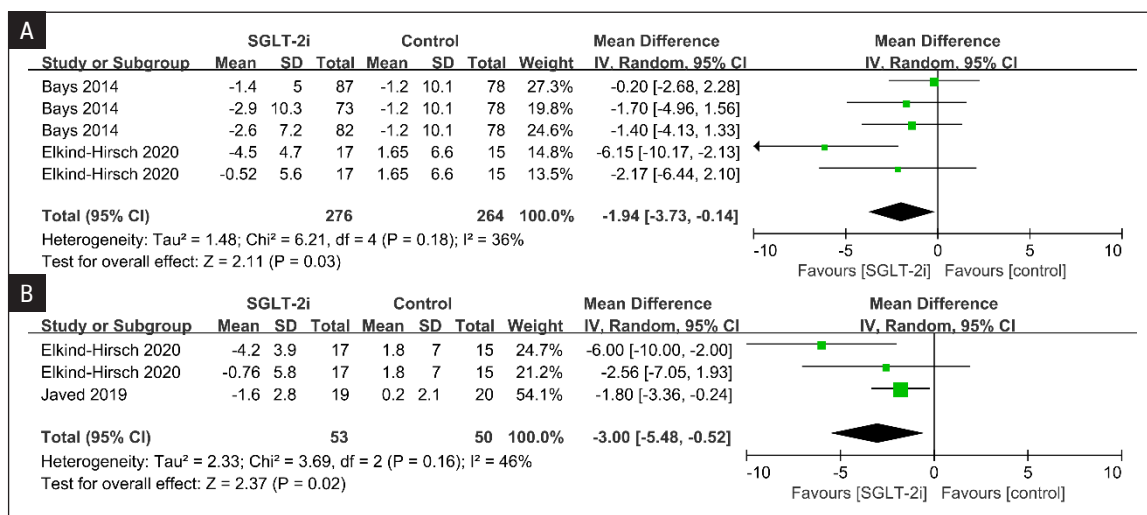 A
SGLT-2i Control Mean Difference Mean Difference
Study or Subgroup Mean SD Total Mean SD Total Weight IV, Random, 95% CI IV, Random, 95% CI
Bays 2014 -1.4 5 87 -1.2 10.1 78 27.3% -0.20 [-2.68, 2.28]
Bays 2014 -2.9 10.3 73 -1.2 10.1 78 19.8% -1.70 [-4.96, 1.56]
Bays 2014 -2.6 7.2 82 -1.2 10.1 78 24.6% -1.40 [-4.13, 1.33]
Elkind-Hirsch 2020 -4.5 4.7 17 1.65 6.6 15 14.8% -6.15 [-10.17, -2.13]
Elkind-Hirsch 2020 -0.52 5.6 17 1.65 6.6 15 13.5% -2.17 [-6.44, 2.10]
Total (95% CI) 276 264 100.0% -1.94 [-3.73, -0.14]
Heterogeneity: Tau² = 1.48; Chi² = 6.21, df = 4 (P = 0.18); I² = 36%
Test for overall effect: Z = 2.11 (P = 0.03)
-10 -5 0 5 10
Favours [SGLT-2i] Favours [control]
B
SGLT-2i Control Mean Difference Mean Difference
Study or Subgroup Mean SD Total Mean SD Total Weight IV, Random, 95% CI IV, Random, 95% CI
Elkind-Hirsch 2020 -4.2 3.9 17 1.8 7 15 24.7% -6.00 [-10.00, -2.00]
Elkind-Hirsch 2020 -0.76 5.8 17 1.8 7 15 21.2% -2.56 [-7.05, 1.93]
Javed 2019 -1.6 2.8 19 0.2 2.1 20 54.1% -1.80 [-3.36, -0.24]
Total (95% CI) 53 50 100.0% -3.00 [-5.48, -0.52]
Heterogeneity: Tau² = 2.33; Chi² = 3.69, df = 2 (P = 0.16); I² = 46%
Test for overall effect: Z = 2.37 (P = 0.02)
-10 -5 0 5 10
Favours [SGLT-2i] Favours [control]